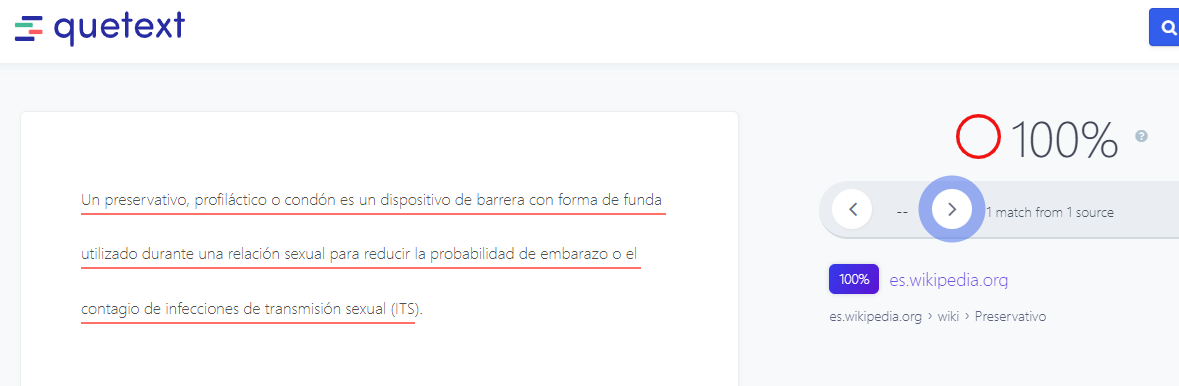 quetext
100%
Un preservativo, profiláctico o condón es un dispositivo de barrera con forma de funda
utilizado durante una relación sexual para reducir la probabilidad de embarazo o el
contagio de infecciones de transmisión sexual (ITS).
-- 1 match from 1 source
100% es.wikipedia.org
es.wikipedia.org › wiki › Preservativo